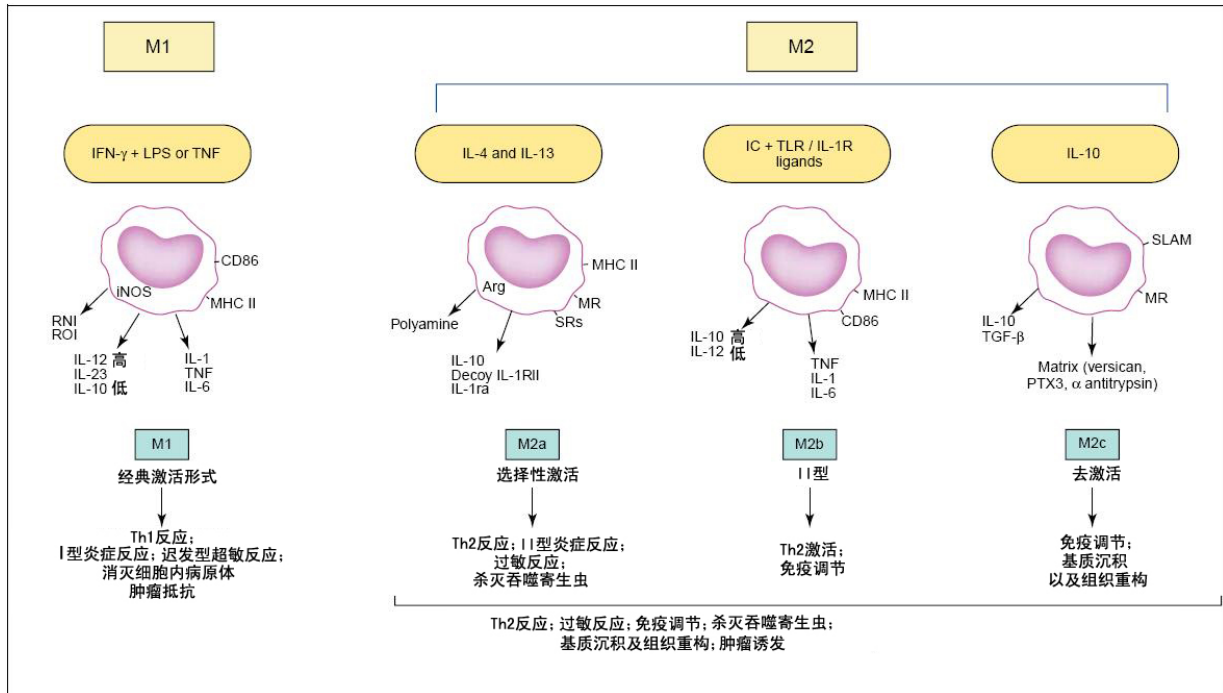 M1
M2
IFN-γ + LPS or TNF
IL-4 and IL-13
IC + TLR / IL-1R
ligands
IL-10
CD86
MHC II
iNOS
RNI
ROI
IL-12 高
IL-23
IL-10 低
IL-1
TNF
IL-6
MHC II
MR
SRs
Arg
Polyamine
IL-10
Decoy IL-1RII
IL-1ra
MHC II
CD86
IL-10 高
IL-12 低
TNF
IL-1
IL-6
SLAM
MR
IL-10
TGF-β
Matrix (versican,
PTX3, α antitrypsin)
M1
经典激活形式
Th1反应;
I型炎症反应; 迟发型超敏反应;
消灭细胞内病原体
肿瘤抵抗
M2a
选择性激活
Th2反应; II型炎症反应;
过敏反应;
杀灭吞噬寄生虫
M2b
II型
Th2激活;
免疫调节
M2c
去激活
免疫调节;
基质沉积
以及组织重构
Th2反应; 过敏反应; 免疫调节; 杀灭吞噬寄生虫;
基质沉积及组织重构; 肿瘤诱发